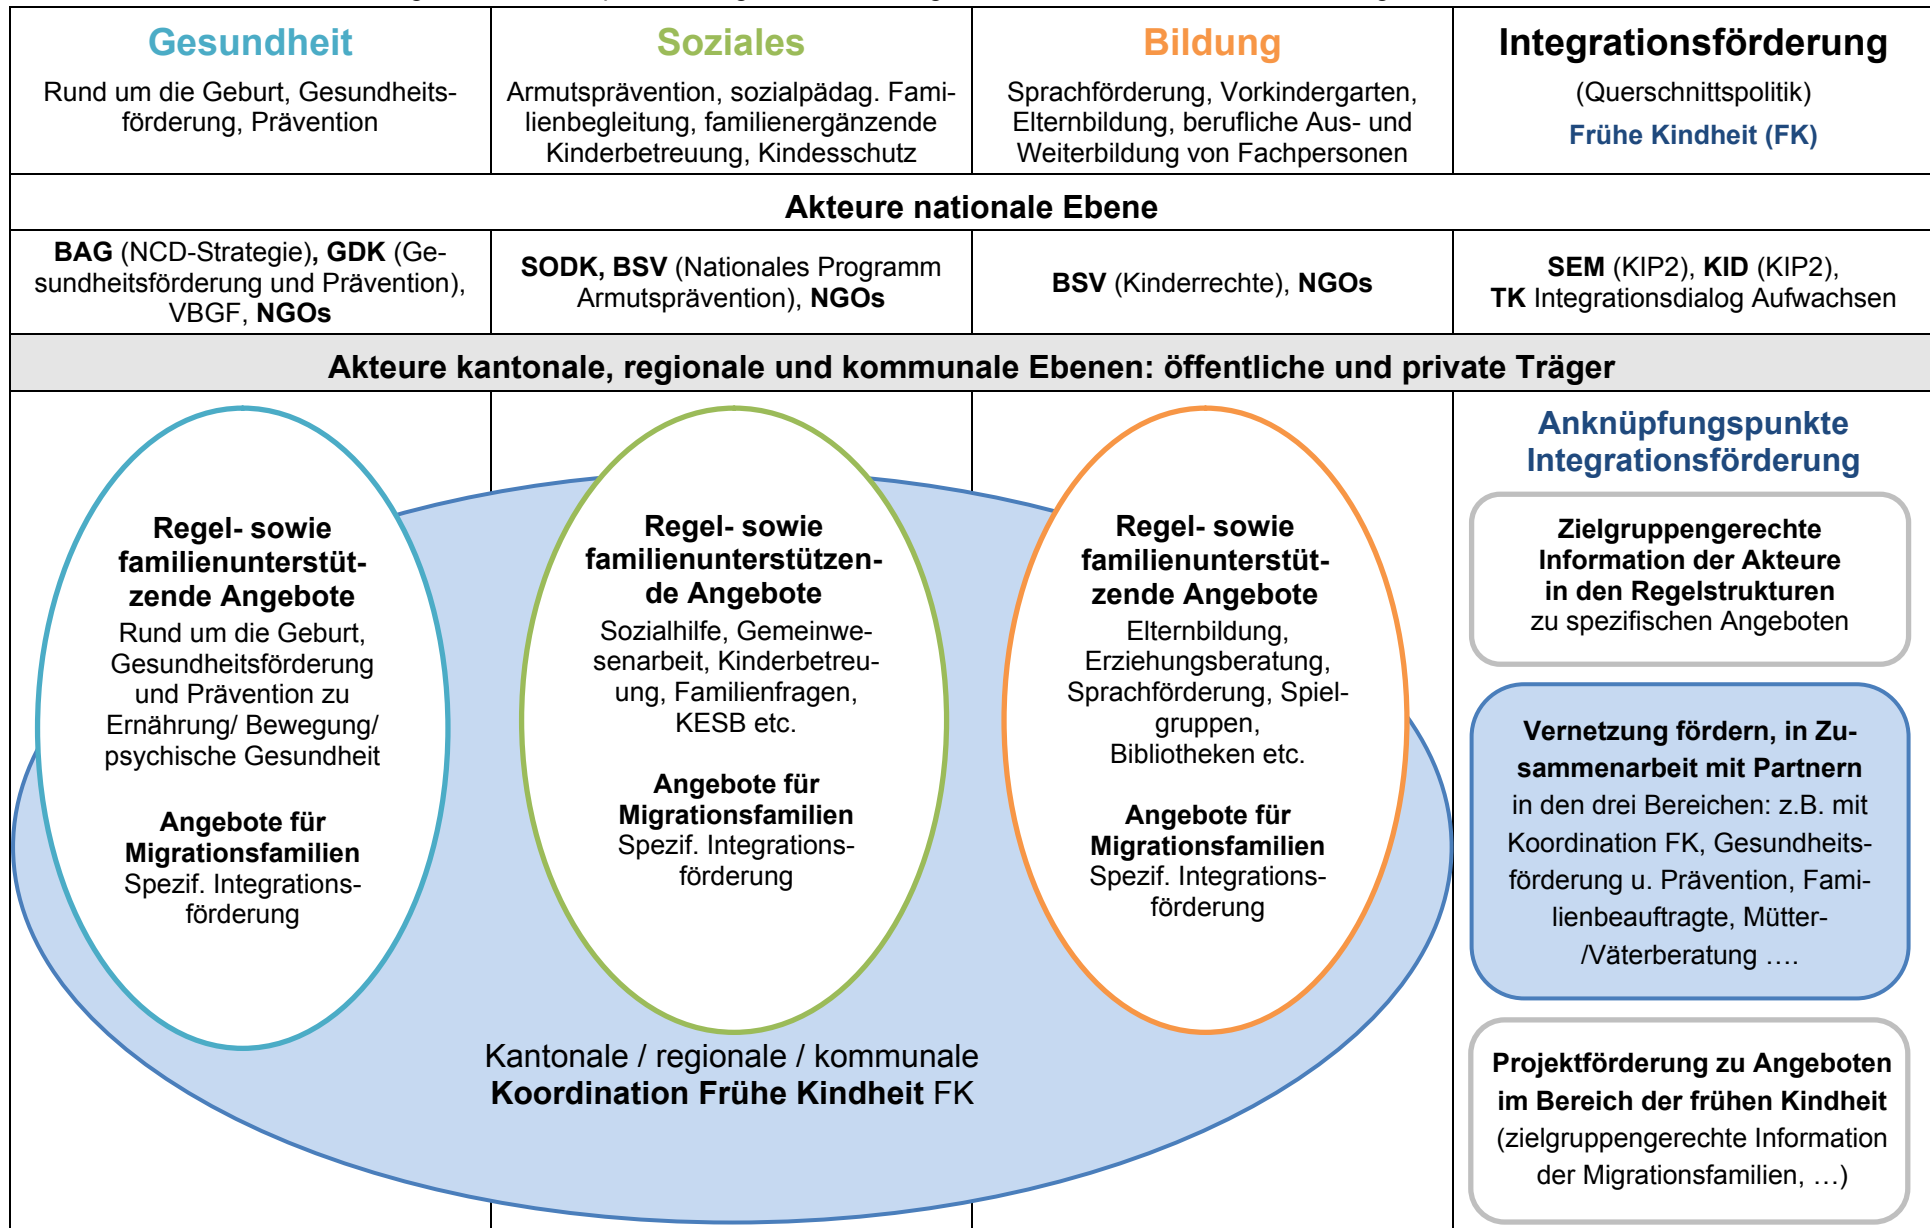 Gesundheit
Rund um die Geburt, Gesundheits-
förderung, Prävention
Soziales
Armutsprävention, sozialpädag. Fami-
lienbegleitung, familienergänzende
Kinderbetreuung, Kindesschutz
Bildung
Sprachförderung, Vorkindergarten,
Elternbildung, berufliche Aus- und
Weiterbildung von Fachpersonen
Integrationsförderung
(Querschnittspolitik)
Frühe Kindheit (FK)
Akteure nationale Ebene
BAG (NCD-Strategie), GDK (Ge-
sundheitsförderung und Prävention),
VBGF, NGOs
SODK, BSV (Nationales Programm
Armutsprävention), NGOs
BSV (Kinderrechte), NGOs
SEM (KIP2), KID (KIP2),
TK Integrationsdialog Aufwachsen
Akteure kantonale, regionale und kommunale Ebenen: öffentliche und private Träger
Regel- sowie
familienunterstüt-
zende Angebote
Rund um die Geburt,
Gesundheitsförderung
und Prävention zu
Ernährung/ Bewegung/
psychische Gesundheit
Angebote für
Migrationsfamilien
Spezif. Integrations-
förderung
Regel- sowie
familienunterstützen-
de Angebote
Sozialhilfe, Gemeinwe-
senarbeit, Kinderbetreu-
ung, Familienfragen,
KESB etc.
Angebote für
Migrationsfamilien
Spezif. Integrations-
förderung
Regel- sowie
familienunterstüt-
zende Angebote
Elternbildung,
Erziehungsberatung,
Sprachförderung, Spiel-
gruppen,
Bibliotheken etc.
Angebote für
Migrationsfamilien
Spezif. Integrations-
förderung
Kantonale / regionale / kommunale
Koordination Frühe Kindheit FK
Anknüpfungspunkte
Integrationsförderung
Zielgruppengerechte
Information der Akteure
in den Regelstrukturen
zu spezifischen Angeboten
Vernetzung fördern, in Zu-
sammenarbeit mit Partnern
in den drei Bereichen: z.B. mit
Koordination FK, Gesundheits-
förderung u. Prävention, Fami-
lienbeauftragte, Mütter-
/Väterberatung ….
Projektförderung zu Angeboten
im Bereich der frühen Kindheit
(zielgruppengerechte Information
der Migrationsfamilien, …)